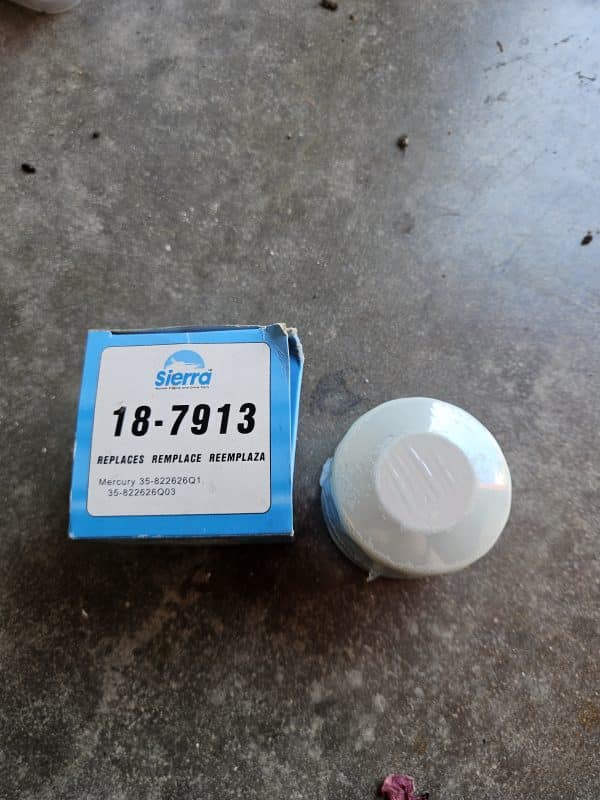 Sierra
18-7913
REPLACES REMPLACE REEMPLAZA
Mercury 35-822626Q1
35-822626Q03